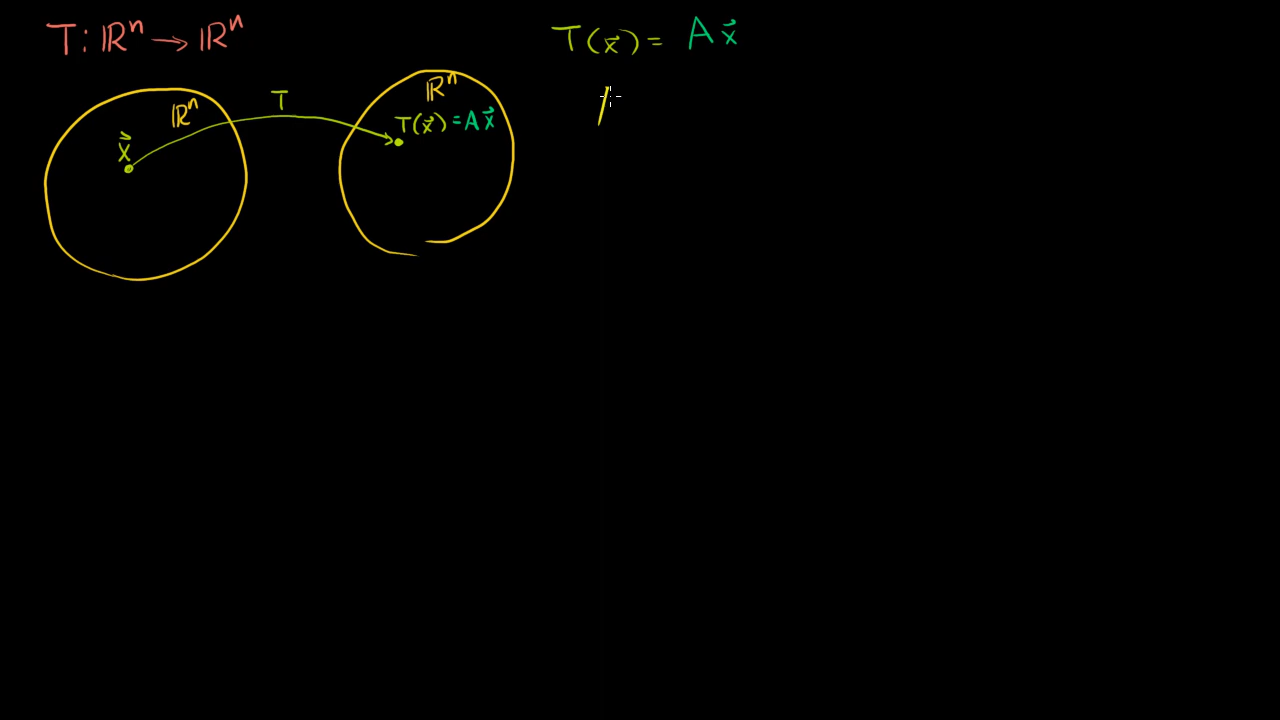 T: ℝⁿ → ℝⁿ
T(x⃗) = Ax⃗
ℝⁿ
x⃗
T
ℝⁿ
T(x⃗) = Ax⃗